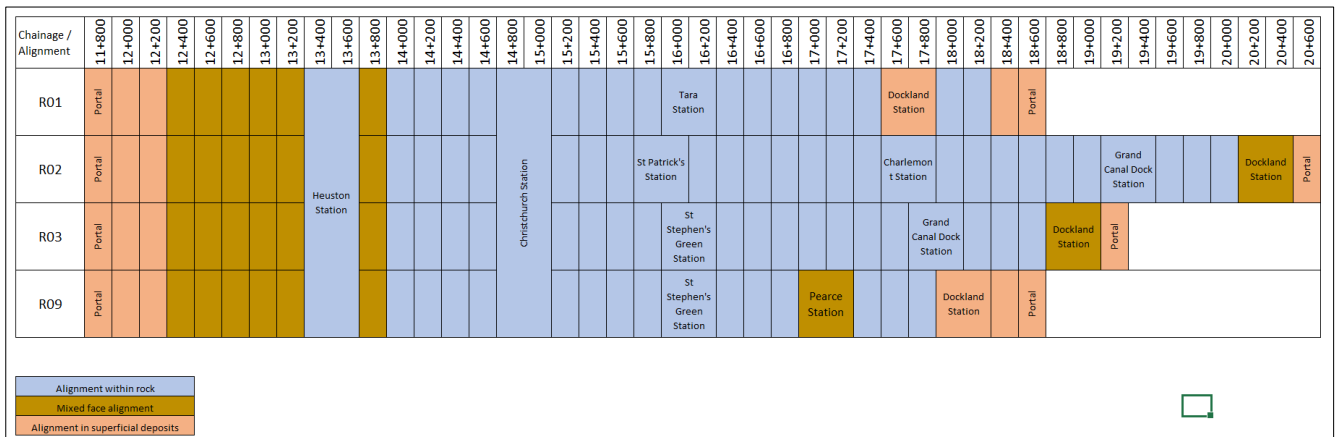 Chainage /
Alignment
11+800
12+000
12+200
12+400
12+600
12+800
13+000
13+200
13+400
13+600
13+800
14+000
14+200
14+400
14+600
14+800
15+000
15+200
15+400
15+600
15+800
16+000
16+200
16+400
16+600
16+800
17+000
17+200
17+400
17+600
17+800
18+000
18+200
18+400
18+600
18+800
19+000
19+200
19+400
19+600
19+800
20+000
20+200
20+400
20+600
R01
Portal
Heuston
Station
Christchurch Station
Tara
Station
Dockland
Station
Portal
R02
Portal
St Patrick's
Station
Charlemon
t Station
Grand
Canal Dock
Station
Dockland
Station
Portal
R03
Portal
St
Stephen's
Green
Station
Grand
Canal Dock
Station
Dockland
Station
Portal
R09
Portal
St
Stephen's
Green
Station
Pearce
Station
Dockland
Station
Portal
Alignment within rock
Mixed face alignment
Alignment in superficial deposits